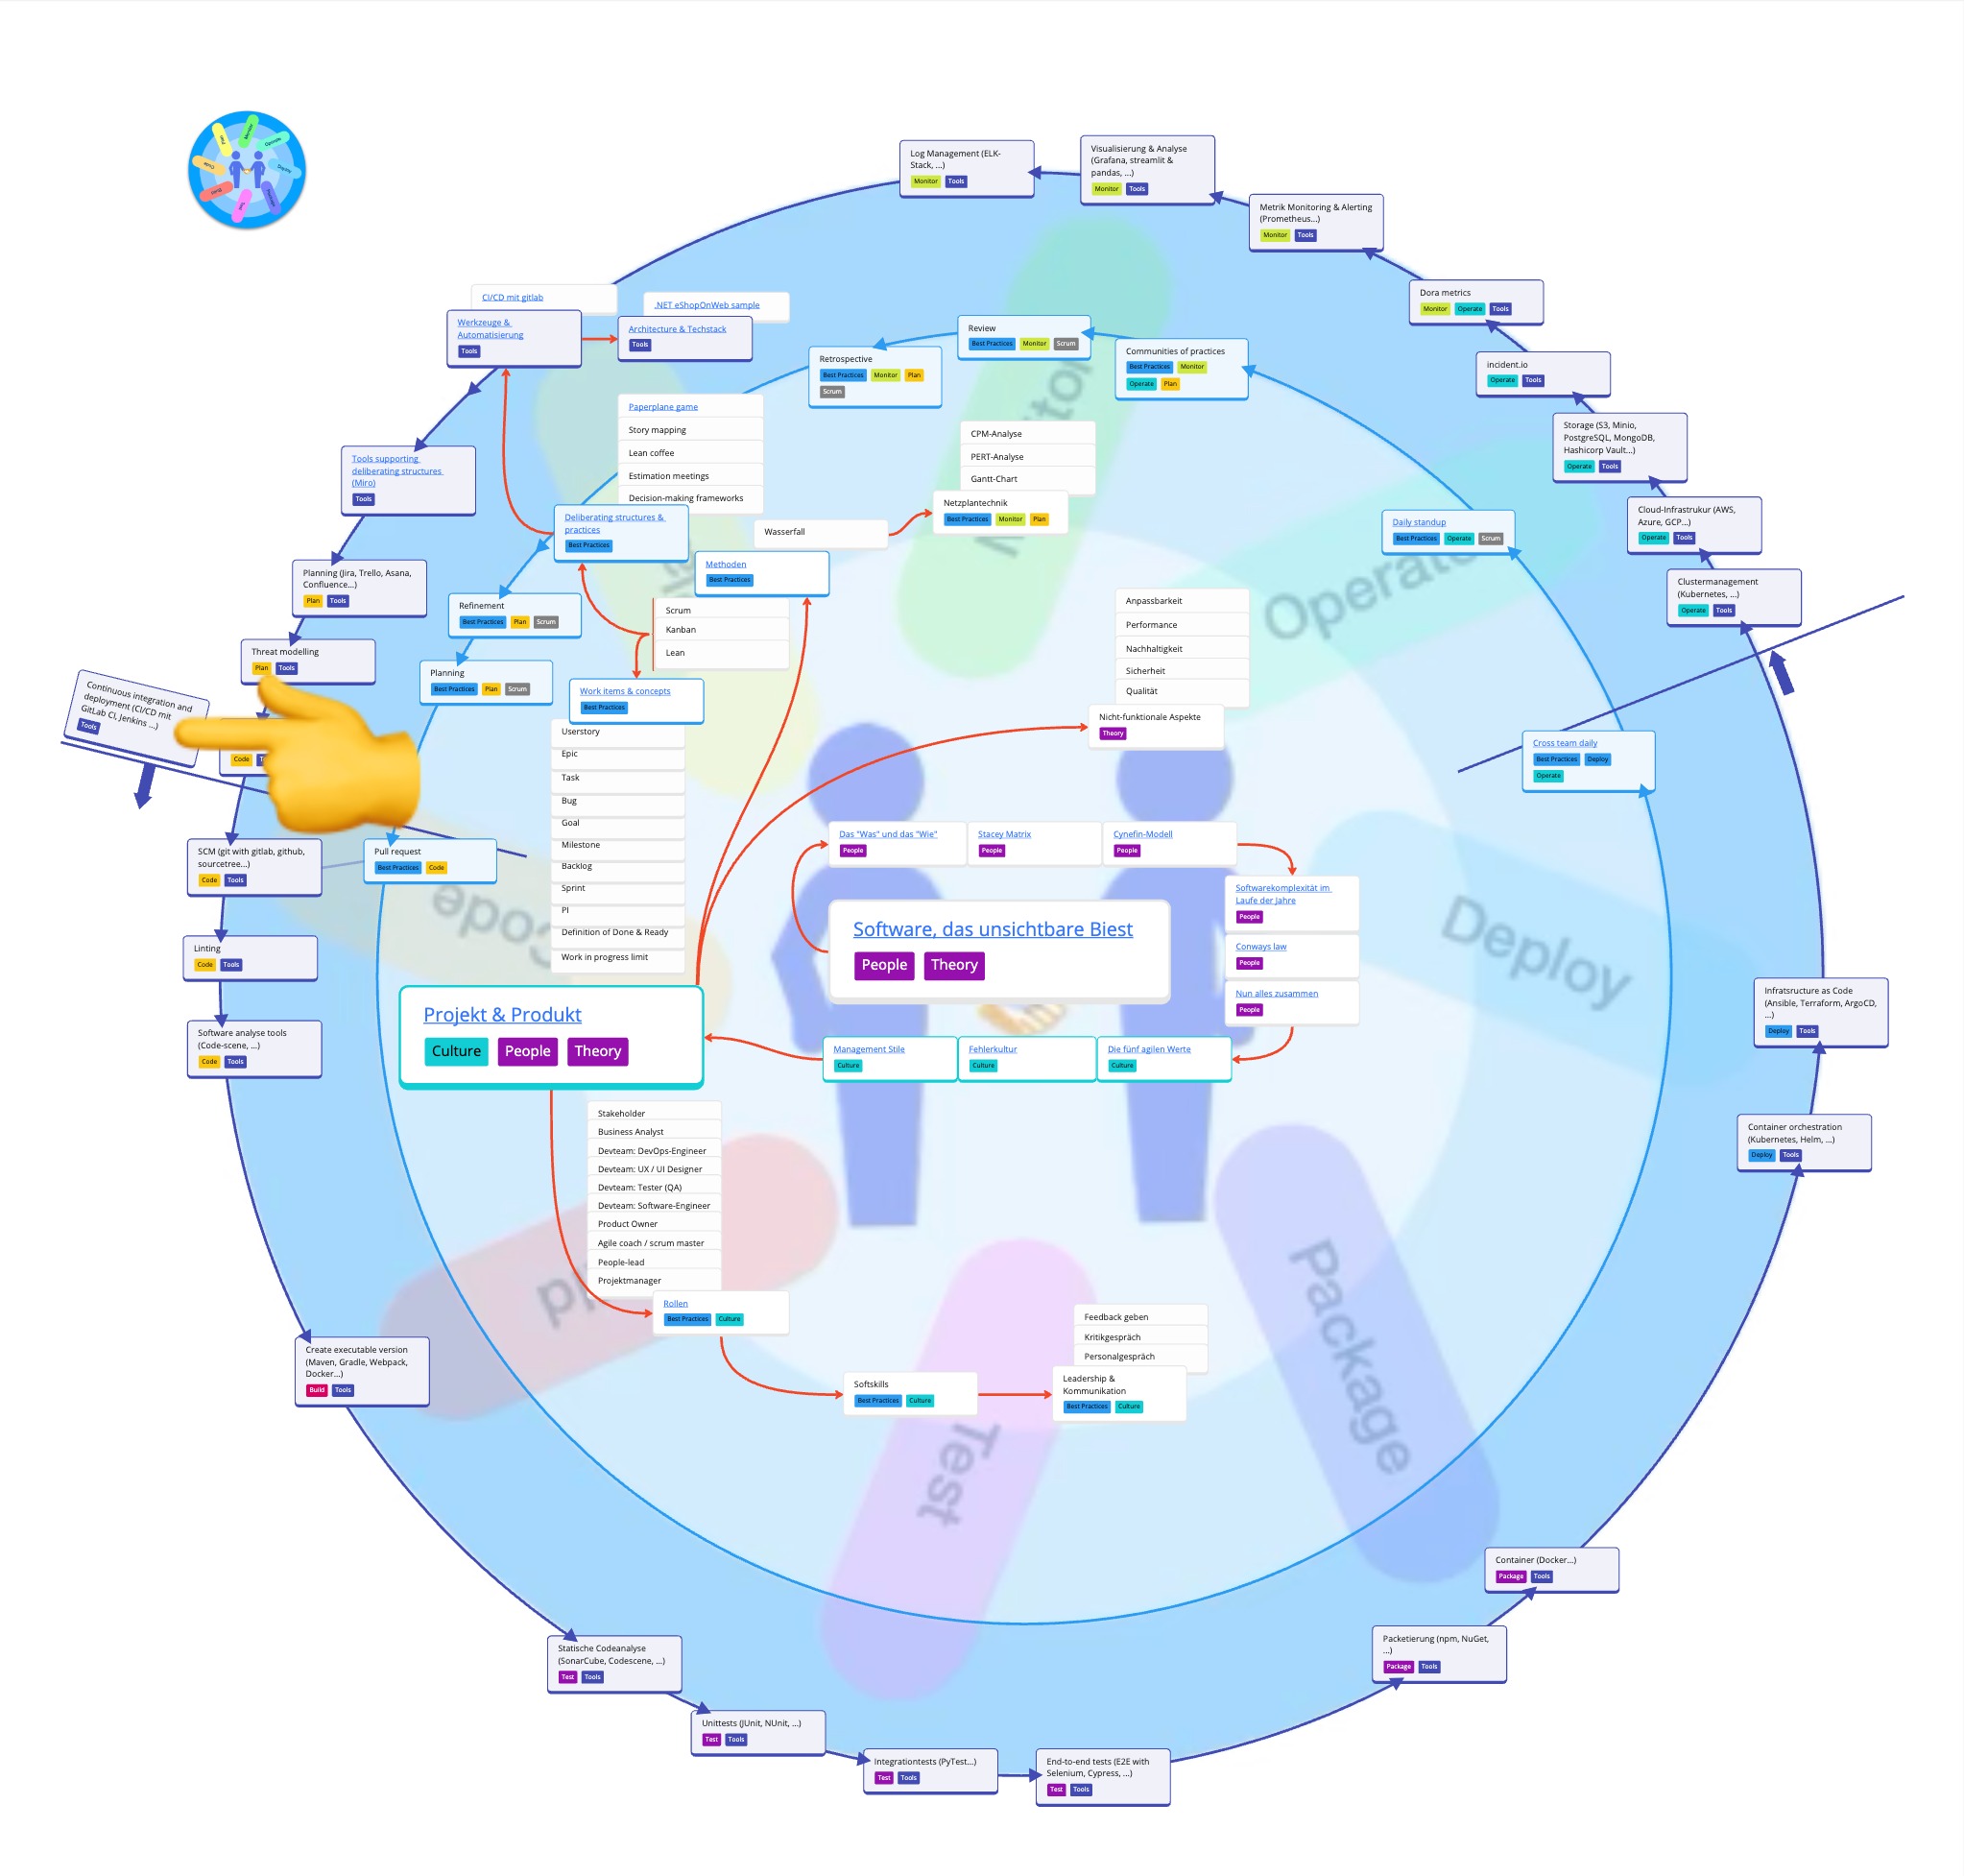 Log Management (ELK-
Stack, ...)
Monitor Tools
Visualisierung & Analyse
(Grafana, streamlit &
pandas, ...)
Monitor Tools
Metrik Monitoring & Alerting
(Prometheus...)
Monitor Tools
Dora metrics
Monitor Operate Tools
incident.io
Operate Tools
Storage (S3, Minio,
PostgreSQL, MongoDB,
Hashicorp Vault...)
Operate Tools
Cloud-Infrastrukur (AWS,
Azure, GCP...)
Operate Tools
Clustermanagement
(Kubernetes, ...)
Operate Tools
CI/CD mit gitlab
Werkzeuge &
Automatisierung
Tools
.NET eShopOnWeb sample
Architecture & Techstack
Tools
Review
Best Practices Monitor Scrum
Retrospective
Best Practices Monitor Plan
Scrum
Communities of practices
Best Practices Monitor
Operate Plan
Paperplane game
Story mapping
Lean coffee
Estimation meetings
Decision-making frameworks
Deliberating structures &
practices
Best Practices
CPM-Analyse
PERT-Analyse
Gantt-Chart
Netzplantechnik
Best Practices Monitor Plan
Wasserfall
Methoden
Best Practices
Daily standup
Best Practices Operate Scrum
Operate
Tools supporting
deliberating structures
(Miro)
Tools
Planning (Jira, Trello, Asana,
Confluence...)
Plan Tools
Threat modelling
Plan Tools
Refinement
Best Practices Plan Scrum
Planning
Best Practices Plan Scrum
Scrum
Kanban
Lean
Work items & concepts
Best Practices
Anpassbarkeit
Performance
Nachhaltigkeit
Sicherheit
Qualität
Nicht-funktionale Aspekte
Theory
Continuous integration and
deployment (CI/CD mit
GitLab CI, Jenkins ...)
Tools
Code
Cross team daily
Best Practices Deploy
Operate
Userstory
Epic
Task
Bug
Goal
Milestone
Backlog
Sprint
PI
Definition of Done & Ready
Work in progress limit
SCM (git with gitlab, github,
sourcetree...)
Code Tools
Pull request
Best Practices Code
Linting
Code Tools
Software analyse tools
(Code-scene, ...)
Code Tools
Code
Das "Was" und das "Wie"
People
Stacey Matrix
People
Cynefin-Modell
People
Softwarekomplexität im
Laufe der Jahre
People
Conways law
People
Nun alles zusammen
People
Software, das unsichtbare Biest
People Theory
Deploy
Projekt & Produkt
Culture People Theory
Management Stile
Culture
Fehlerkultur
Culture
Die fünf agilen Werte
Culture
Infratsructure as Code
(Ansible, Terraform, ArgoCD,
...)
Deploy Tools
Container orchestration
(Kubernetes, Helm, ...)
Deploy Tools
Stakeholder
Business Analyst
Devteam: DevOps-Engineer
Devteam: UX / UI Designer
Devteam: Tester (QA)
Devteam: Software-Engineer
Product Owner
Agile coach / scrum master
People-lead
Projektmanager
Rollen
Best Practices Culture
Package
Feedback geben
Kritikgespräch
Personalgespräch
Leadership &
Kommunikation
Best Practices Culture
Softskills
Best Practices Culture
Create executable version
(Maven, Gradle, Webpack,
Docker...)
Build Tools
Test
Container (Docker...)
Package Tools
Packetierung (npm, NuGet,
...)
Package Tools
Statische Codeanalyse
(SonarCube, Codescene, ...)
Test Tools
Unittests (JUnit, NUnit, ...)
Test Tools
Integrationtests (PyTest...)
Test Tools
End-to-end tests (E2E with
Selenium, Cypress, ...)
Test Tools